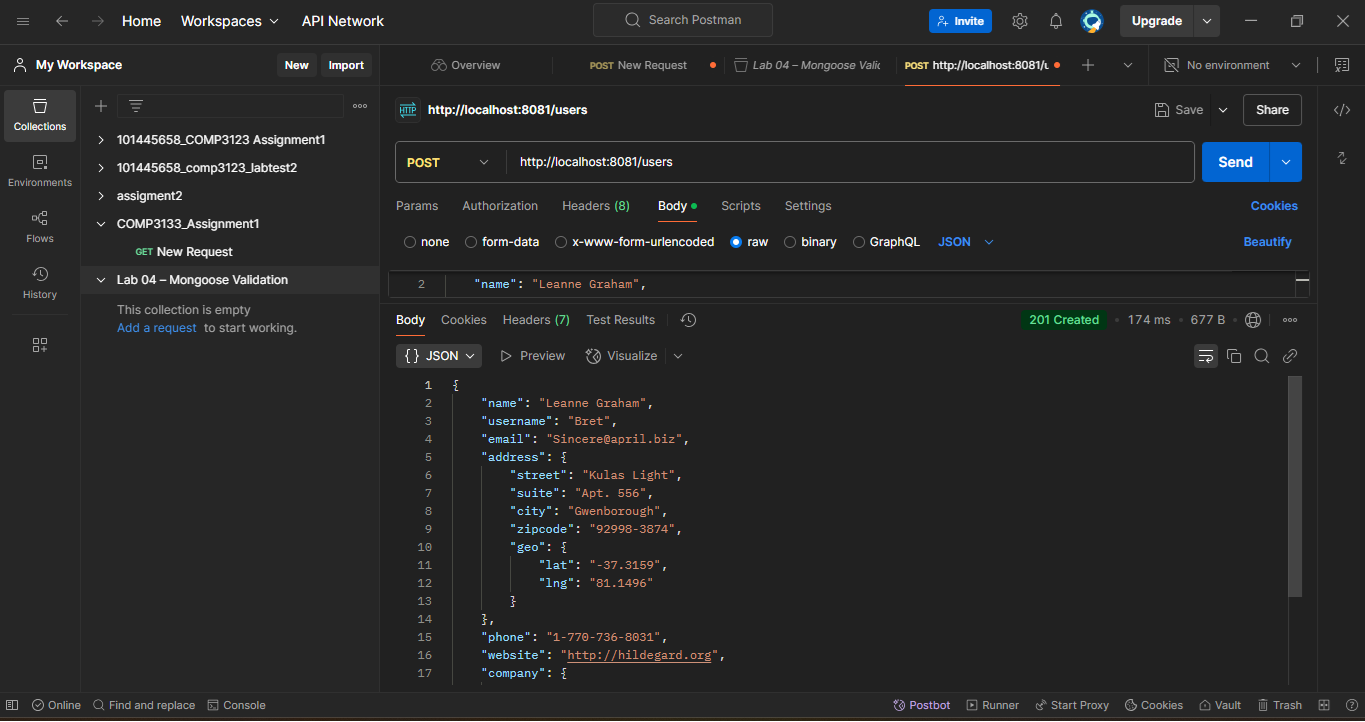 Home Workspaces API Network Search Postman Invite Upgrade
My Workspace New Import Overview POST New Request Lab 04 – Mongoose Valid POST http://localhost:8081/u No environment
Collections
Environments
Flows
History
101445658_COMP3123 Assignment1
101445658_comp3123_labtest2
assigment2
COMP3133_Assignment1
GET New Request
Lab 04 – Mongoose Validation
This collection is empty
Add a request to start working.
HTTP http://localhost:8081/users Save Share
POST http://localhost:8081/users Send
Params Authorization Headers (8) Body Scripts Settings Cookies
none form-data x-www-form-urlencoded raw binary GraphQL JSON Beautify
2 "name": "Leanne Graham",
Body Cookies Headers (7) Test Results 201 Created 174 ms 677 B
{} JSON Preview Visualize
1 {
2 "name": "Leanne Graham",
3 "username": "Bret",
4 "email": "Sincere@april.biz",
5 "address": {
6 "street": "Kulas Light",
7 "suite": "Apt. 556",
8 "city": "Gwenborough",
9 "zipcode": "92998-3874",
10 "geo": {
11 "lat": "-37.3159",
12 "lng": "81.1496"
13 }
14 },
15 "phone": "1-770-736-8031",
16 "website": "http://hildegard.org",
17 "company": {
Online Find and replace Console Postbot Runner Start Proxy Cookies Vault Trash